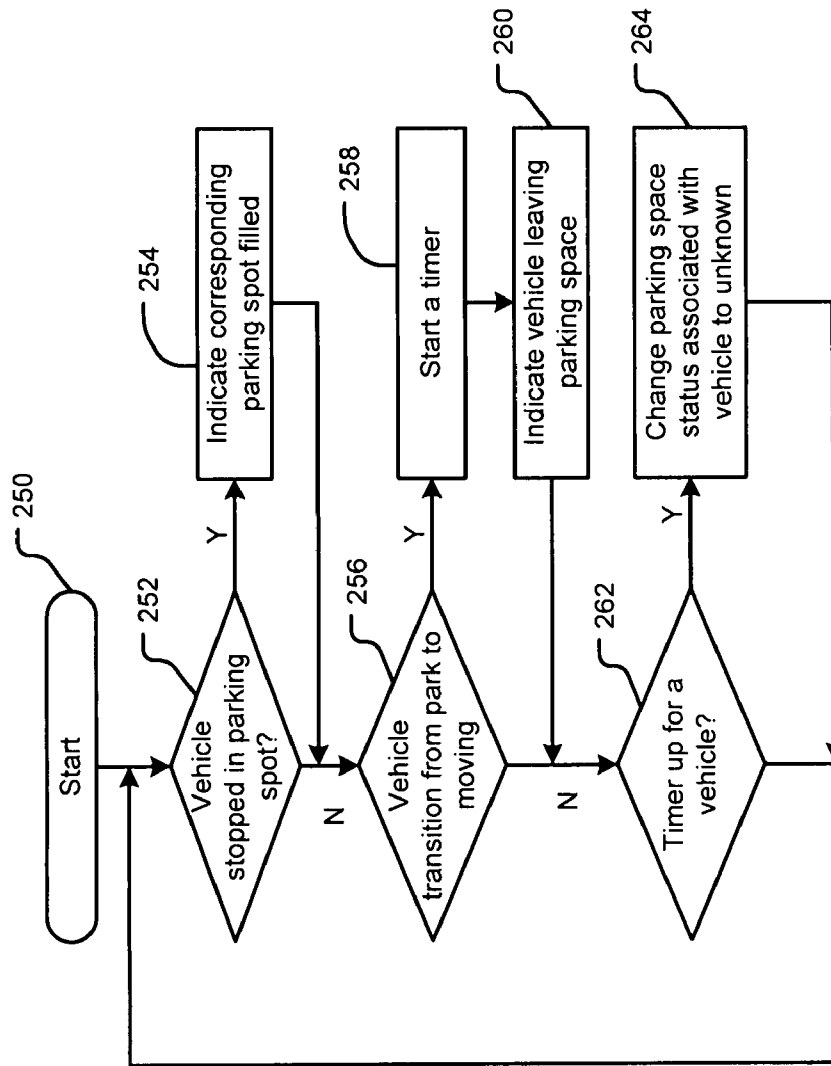 250
Start
252
Vehicle
stopped in parking
spot?
Y
254
Indicate corresponding
parking spot filled
N
256
Vehicle
transition from park to
moving
Y
258
Start a timer
260
Indicate vehicle leaving
parking space
N
262
Timer up for a
vehicle?
Y
264
Change parking space
status associated with
vehicle to unknown